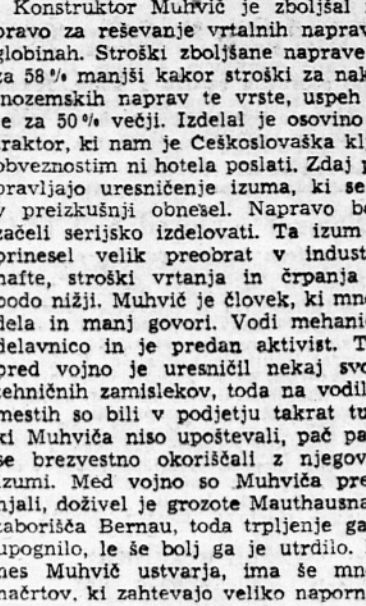 Konstruktor Muhvič je zboljšal
pravo za reševanje vrtalnih naprav
globinah. Stroški zboljšane naprave
za 58% manjši kakor stroški za nak
inozemskih naprav te vrste, uspeh
je za 50% večji. Izdelal je osovino
traktor, ki nam je Češkoslovaška klj
obveznostim ni hotela poslati. Zdaj p
pravljajo uresničenje izuma, ki se
v preizkušnji obnesel. Napravo bo
začeli serijsko izdelovati. Ta izum
prinesel velik preobrat v indust
nafte, stroški vrtanja in črpanja
bodo nižji. Muhvič je človek, ki mno
dela in manj govori. Vodi mehani
delavnico in je predan aktivist. T
pred vojno je uresničil nekaj svo
tehničnih zamislekov, toda na vodil
mestih so bili v podjetju takrat tu
ki Muhviča niso upoštevali, pač pa
se brezvestno okoriščali z njegov
izumi. Med vojno so Muhviča pre
njali, doživel je grozote Mauthausna
taborišča Bernau, toda trpljenje ga
upognilo, le še bolj ga je utrdilo.
nes Muhvič ustvarja, ima še mno
načrtov, ki zahtevajo veliko naporn